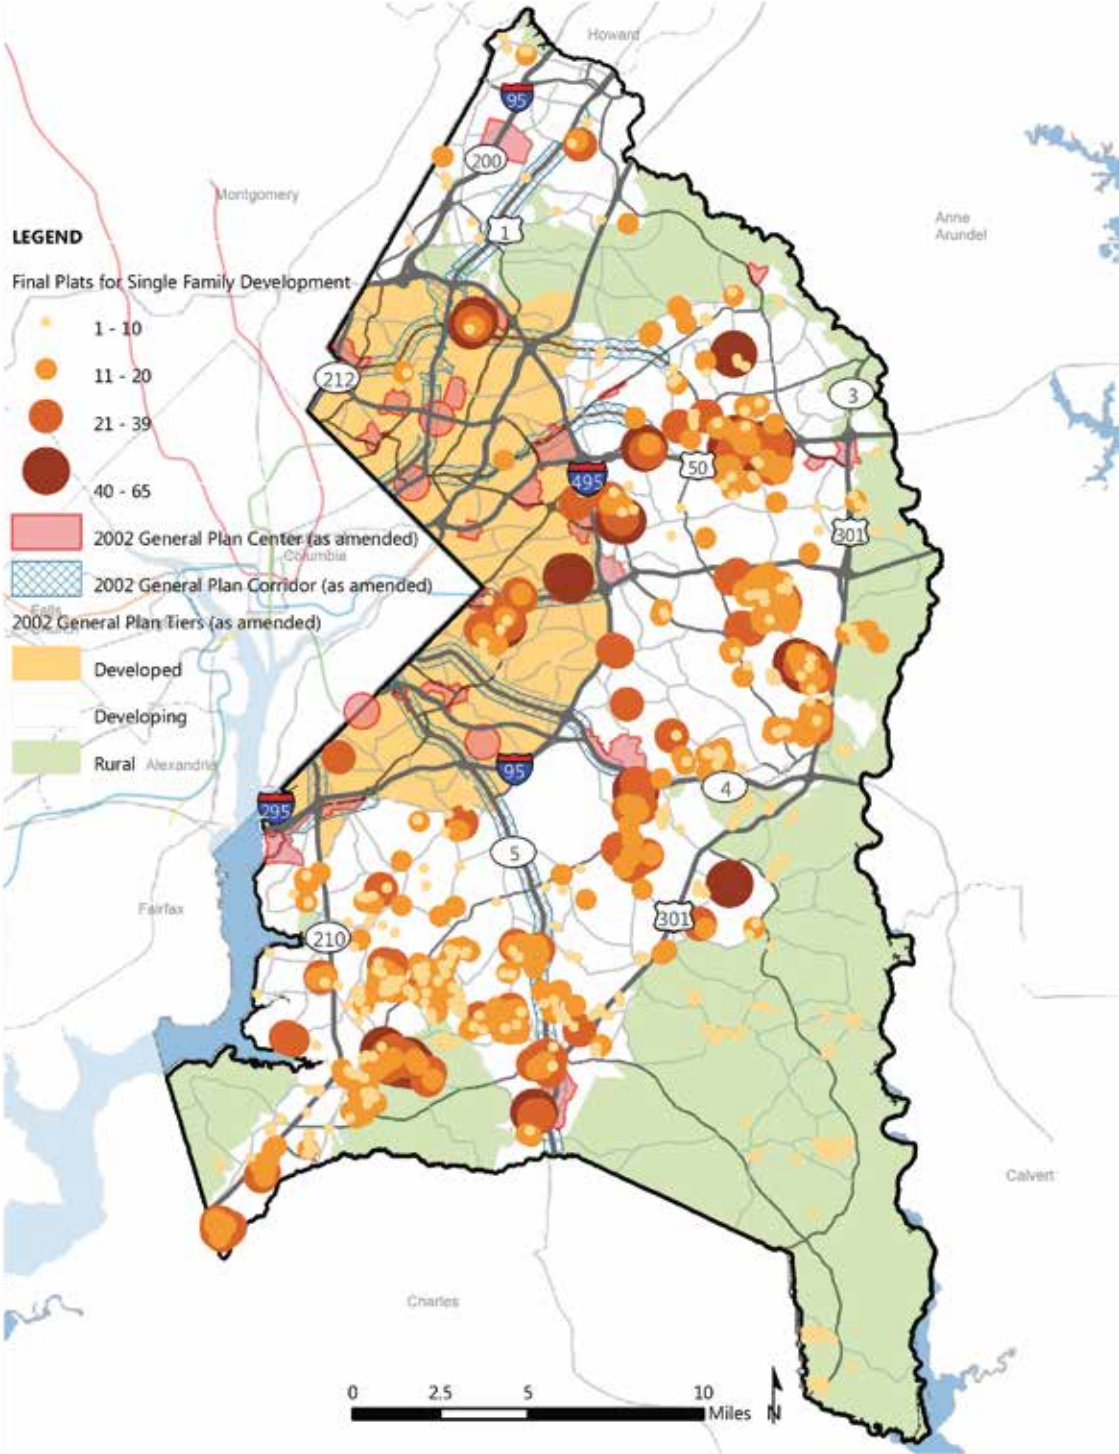 Howard
95
200
Montgomery
1
Anne
Arundel
LEGEND
Final Plats for Single Family Development
1 - 10
11 - 20
21 - 39
40 - 65
2002 General Plan Center (as amended)
Columbia
2002 General Plan Corridor (as amended)
Falls
Church
2002 General Plan Tiers (as amended)
Developed
Developing
Rural
Alexandria
212
3
50
495
301
4
95
295
5
Fairfax
210
301
Calvert
Charles
0 2.5 5 10
Miles N